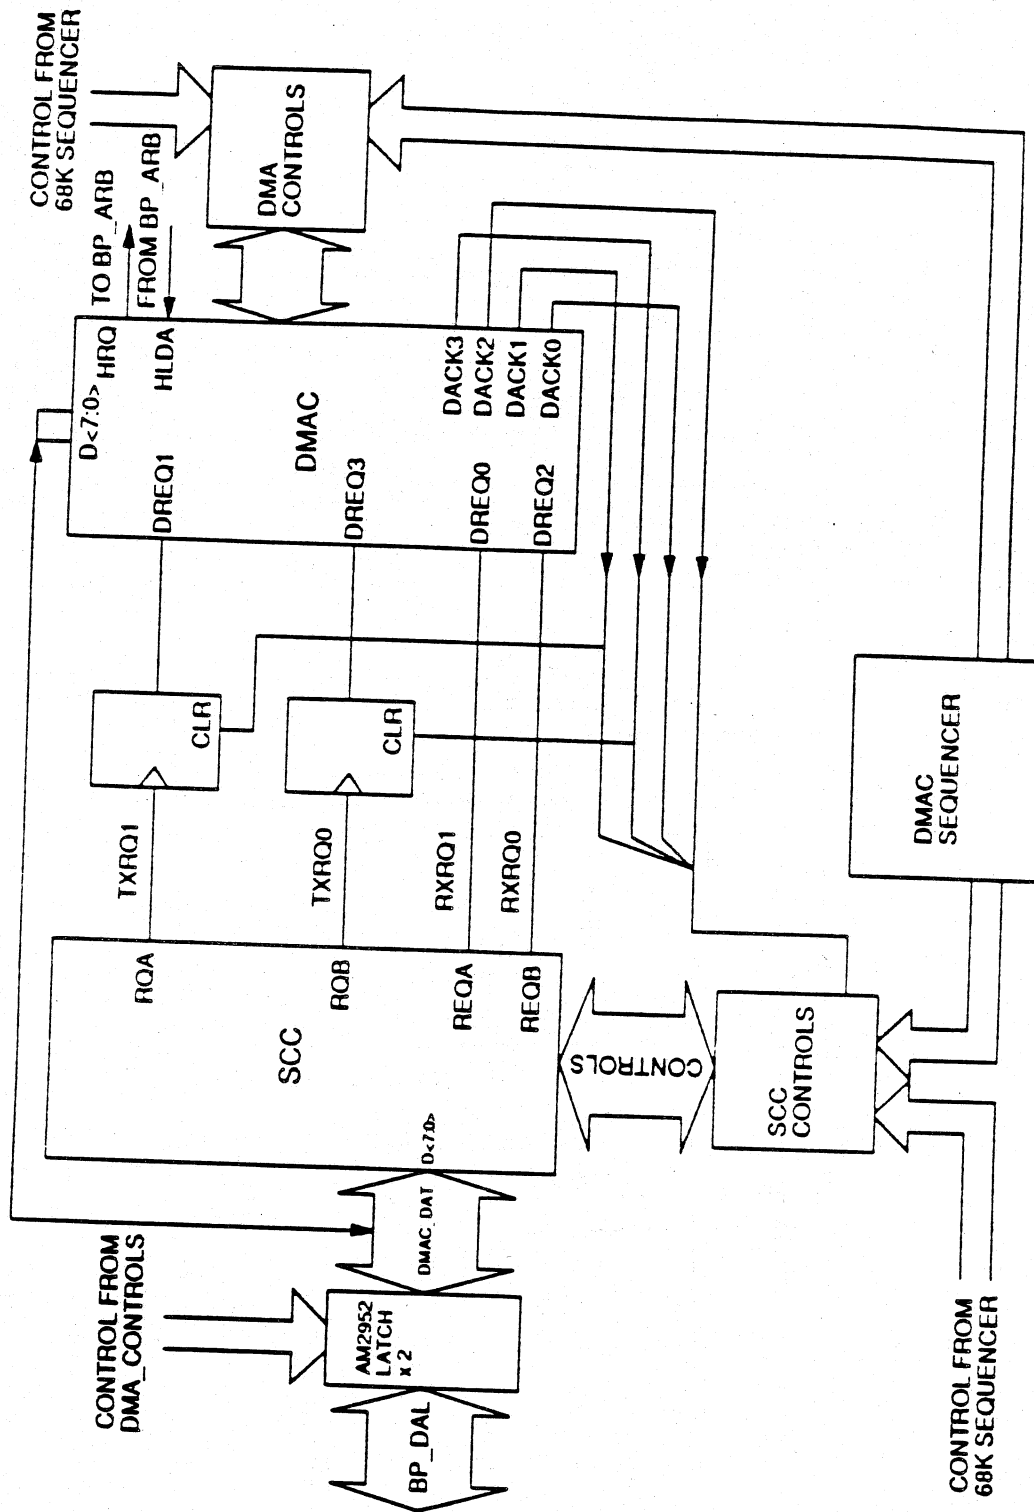 CONTROL FROM
68K SEQUENCER
TO BP_ARB
FROM BP_ARB
DMA
CONTROLS
D<7:0>
HRQ
HLDA
DMAC
DREQ1
DREQ3
DREQ0
DREQ2
DACK3
DACK2
DACK1
DACK0
CLR
CLR
TXRQ1
TXRQ0
RXRQ1
RXRQ0
DMAC
SEQUENCER
RQA
RQB
REQA
REQB
SCC
D<7:0>
CONTROLS
SCC
CONTROLS
DMAC_DAT
CONTROL FROM
DMA_CONTROLS
AM2952
LATCH
x 2
BP_DAL
CONTROL FROM
68K SEQUENCER